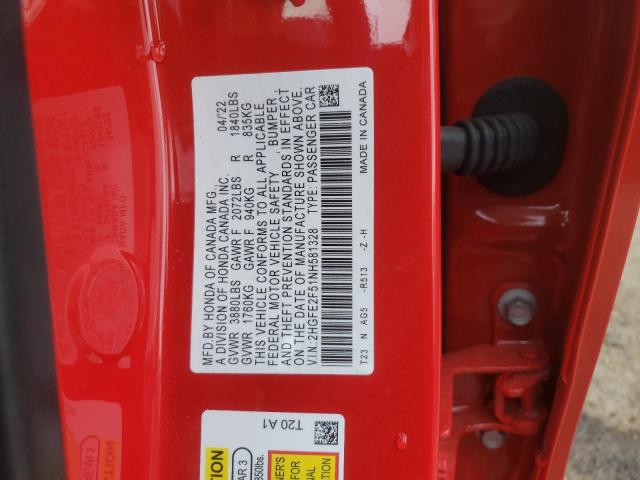 MFD.BY HONDA OF CANADA MFG. 04/'22
A DIVISION OF HONDA CANADA INC.
GVWR 3880LBS GAWR F 2072LBS R 1840LBS
GVWR 1760KG GAWR F 940KG R 835KG
THIS VEHICLE CONFORMS TO ALL APPLICABLE
FEDERAL MOTOR VEHICLE SAFETY BUMPER,
AND THEFT PREVENTION STANDARDS IN EFFECT
ON THE DATE OF MANUFACTURE SHOWN ABOVE.
V.I.N.:2HGFE2F51NH581328 TYPE: PASSENGER CAR
T23 N AG5 -R513 -Z -H MADE IN CANADA
T20 A1